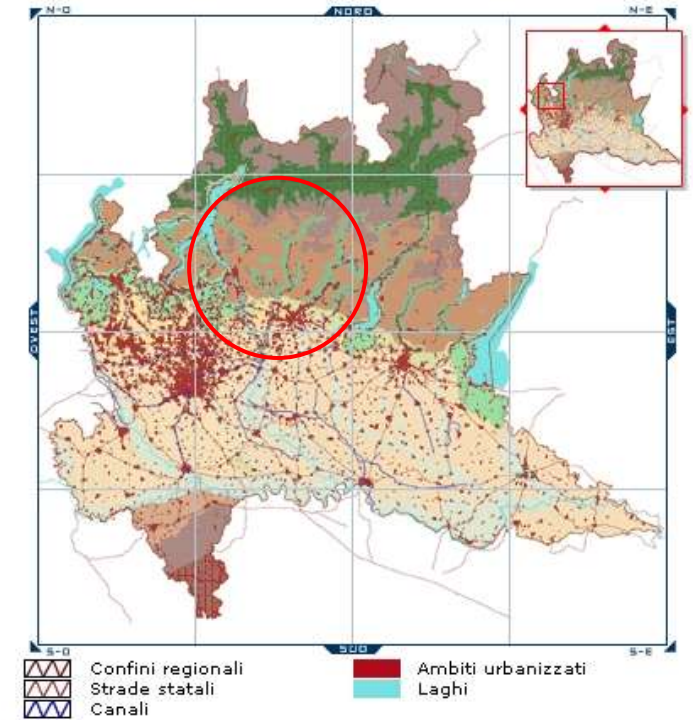 N-O
NORD
N-E
OVEST
EST
S-O
SUD
S-E
Confini regionali
Strade statali
Canali
Ambiti urbanizzati
Laghi